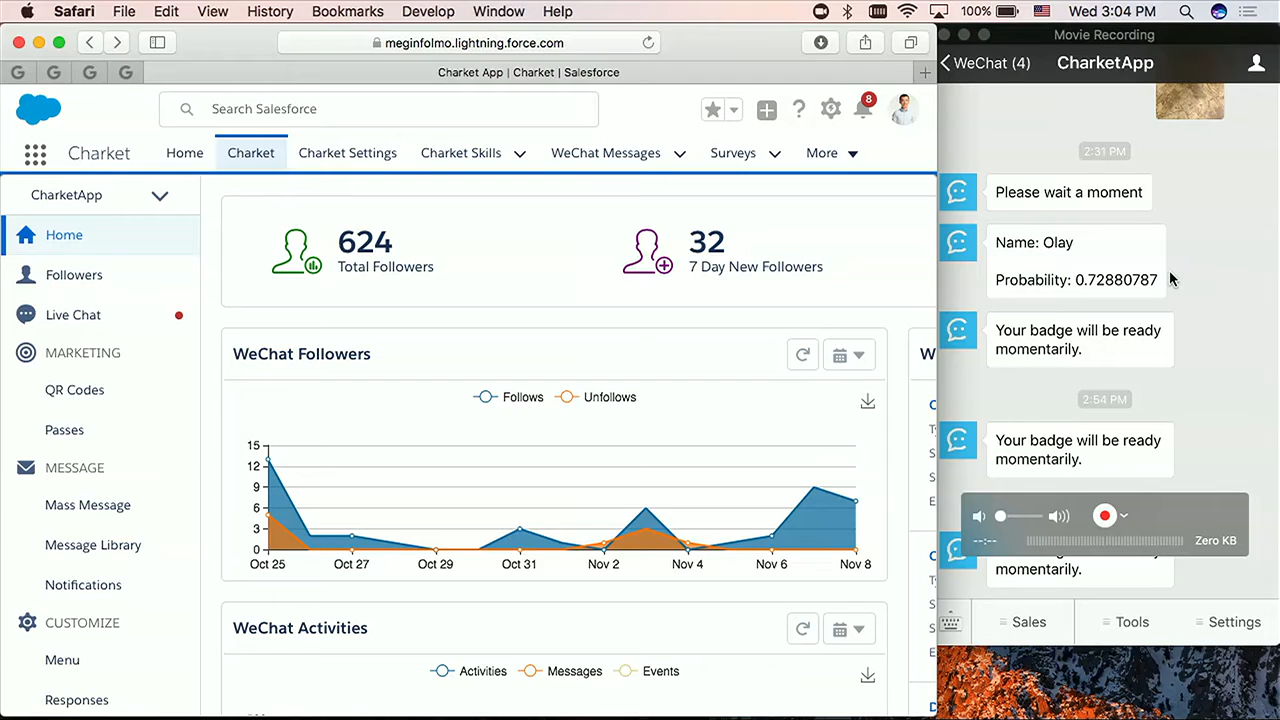 Safari File Edit View History Bookmarks Develop Window Help 100% Wed 3:04 PM
meginfolmo.lightning.force.com
G G G G Charket App | Charket | Salesforce +
Search Salesforce
8
Charket Home Charket Charket Settings Charket Skills WeChat Messages Surveys More
CharketApp
Home
Followers
Live Chat
MARKETING
QR Codes
Passes
MESSAGE
Mass Message
Message Library
Notifications
CUSTOMIZE
Menu
Responses
624
Total Followers
32
7 Day New Followers
WeChat Followers
Follows Unfollows
15
12
9
6
3
0
Oct 25 Oct 27 Oct 29 Oct 31 Nov 2 Nov 4 Nov 6 Nov 8
WeChat Activities
Activities Messages Events
W
Movie Recording
WeChat (4) CharketApp
2:31 PM
Please wait a moment
Name: Olay
Probability: 0.72880787
Your badge will be ready
momentarily.
2:54 PM
Your badge will be ready
momentarily.
--:-- Zero KB
momentarily.
Sales Tools Settings